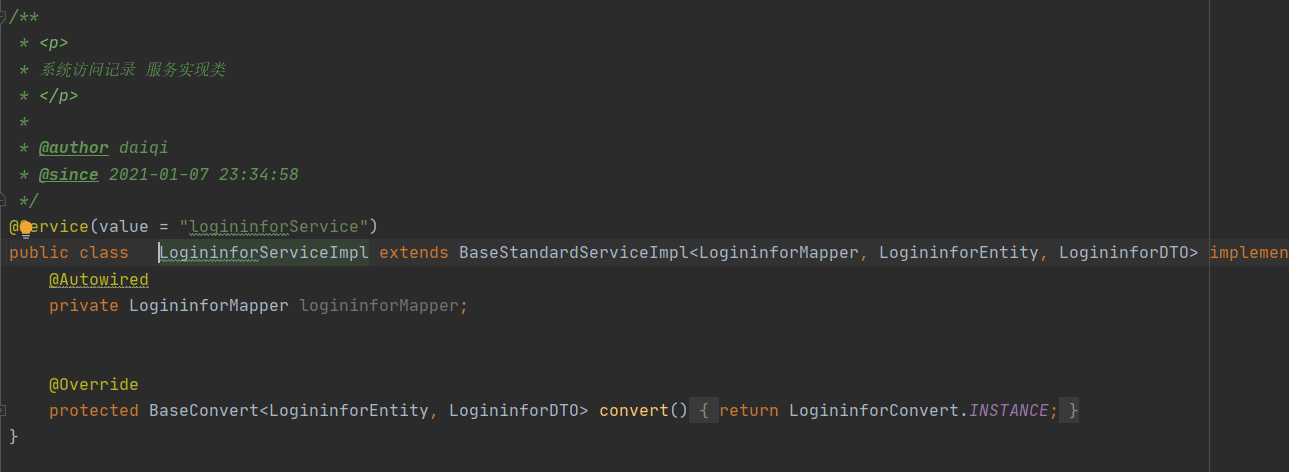 /**
 * <p>
 * 系统访问记录 服务实现类
 * </p>
 *
 * @author daiqi
 * @since 2021-01-07 23:34:58
 */
@Service(value = "logininforService")
public class   LogininforServiceImpl extends BaseStandardServiceImpl<LogininforMapper, LogininforEntity, LogininforDTO> implemen
    @Autowired
    private LogininforMapper logininforMapper;
    @Override
    protected BaseConvert<LogininforEntity, LogininforDTO> convert() { return LogininforConvert.INSTANCE; }
}